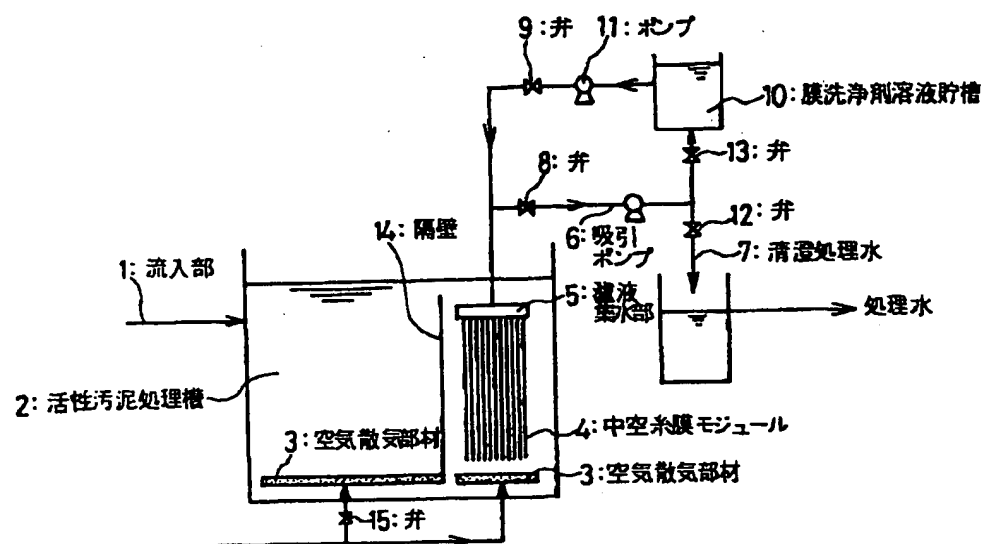 9:弁
11:ポンプ
10:膜洗浄剤溶液貯槽
13:弁
8:弁
12:弁
6:吸引
ポンプ
7:清澄処理水
14:隔壁
1:流入部
5:濾液
集水部
処理水
2:活性汚泥処理槽
4:中空糸膜モジュール
3:空気散気部材
3:空気散気部材
15:弁